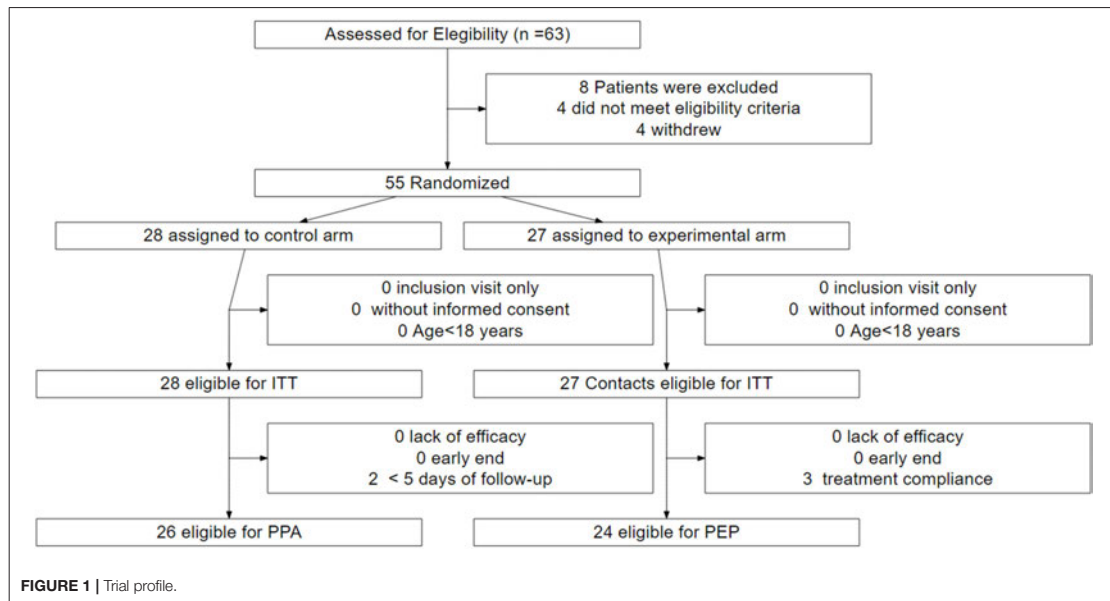 Assessed for Elegibility (n =63)
8 Patients were excluded
4 did not meet eligibility criteria
4 withdrew
55 Randomized
28 assigned to control arm
27 assigned to experimental arm
0 inclusion visit only
0 without informed consent
0 Age<18 years
0 inclusion visit only
0 without informed consent
0 Age<18 years
28 eligible for ITT
27 Contacts eligible for ITT
0 lack of efficacy
0 early end
2 < 5 days of follow-up
0 lack of efficacy
0 early end
3 treatment compliance
26 eligible for PPA
24 eligible for PEP
FIGURE 1 | Trial profile.